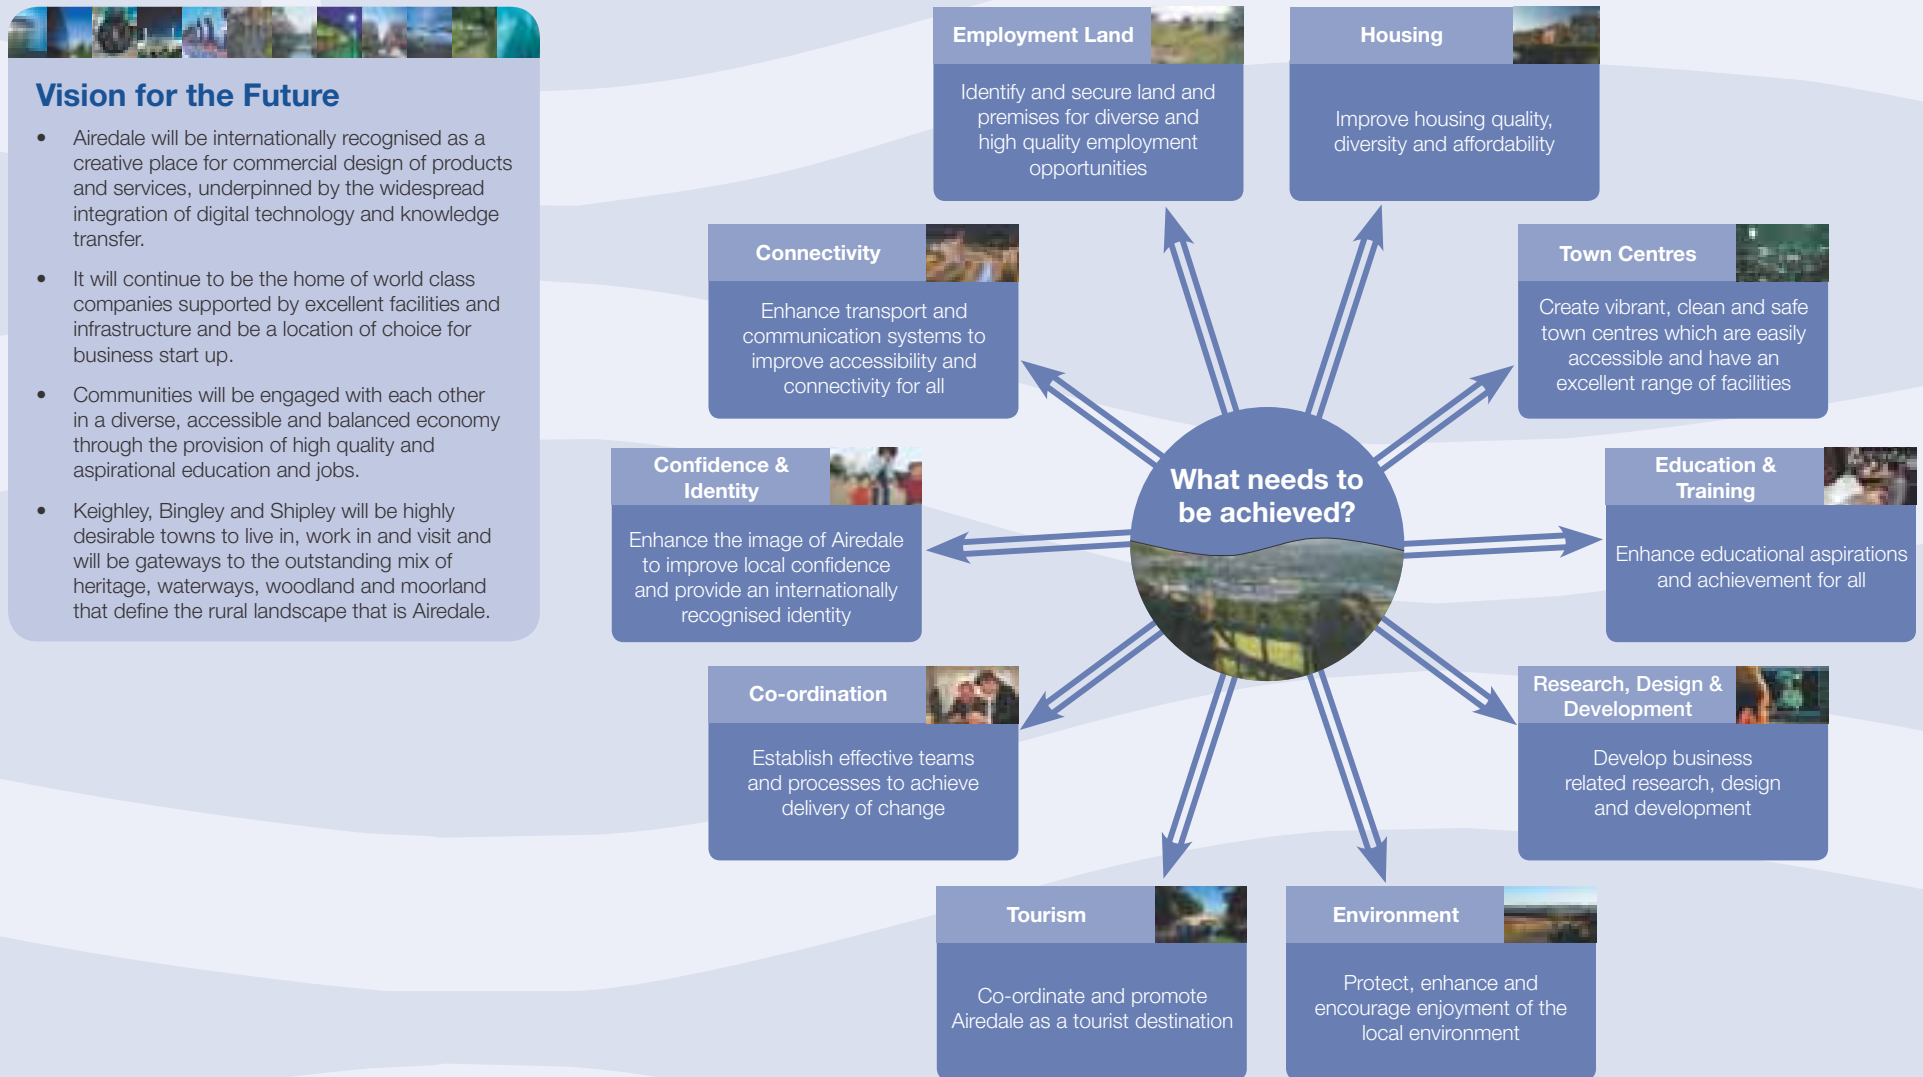 Vision for the Future
• Airedale will be internationally recognised as a
creative place for commercial design of products
and services, underpinned by the widespread
integration of digital technology and knowledge
transfer.
• It will continue to be the home of world class
companies supported by excellent facilities and
infrastructure and be a location of choice for
business start up.
• Communities will be engaged with each other
in a diverse, accessible and balanced economy
through the provision of high quality and
aspirational education and jobs.
• Keighley, Bingley and Shipley will be highly
desirable towns to live in, work in and visit and
will be gateways to the outstanding mix of
heritage, waterways, woodland and moorland
that define the rural landscape that is Airedale.
What needs to
be achieved?
Employment Land
Identify and secure land and
premises for diverse and
high quality employment
opportunities
Housing
Improve housing quality,
diversity and affordability
Town Centres
Create vibrant, clean and safe
town centres which are easily
accessible and have an
excellent range of facilities
Education &
Training
Enhance educational aspirations
and achievement for all
Research, Design &
Development
Develop business
related research, design
and development
Environment
Protect, enhance and
encourage enjoyment of the
local environment
Tourism
Co-ordinate and promote
Airedale as a tourist destination
Co-ordination
Establish effective teams
and processes to achieve
delivery of change
Confidence &
Identity
Enhance the image of Airedale
to improve local confidence
and provide an internationally
recognised identity
Connectivity
Enhance transport and
communication systems to
improve accessibility and
connectivity for all